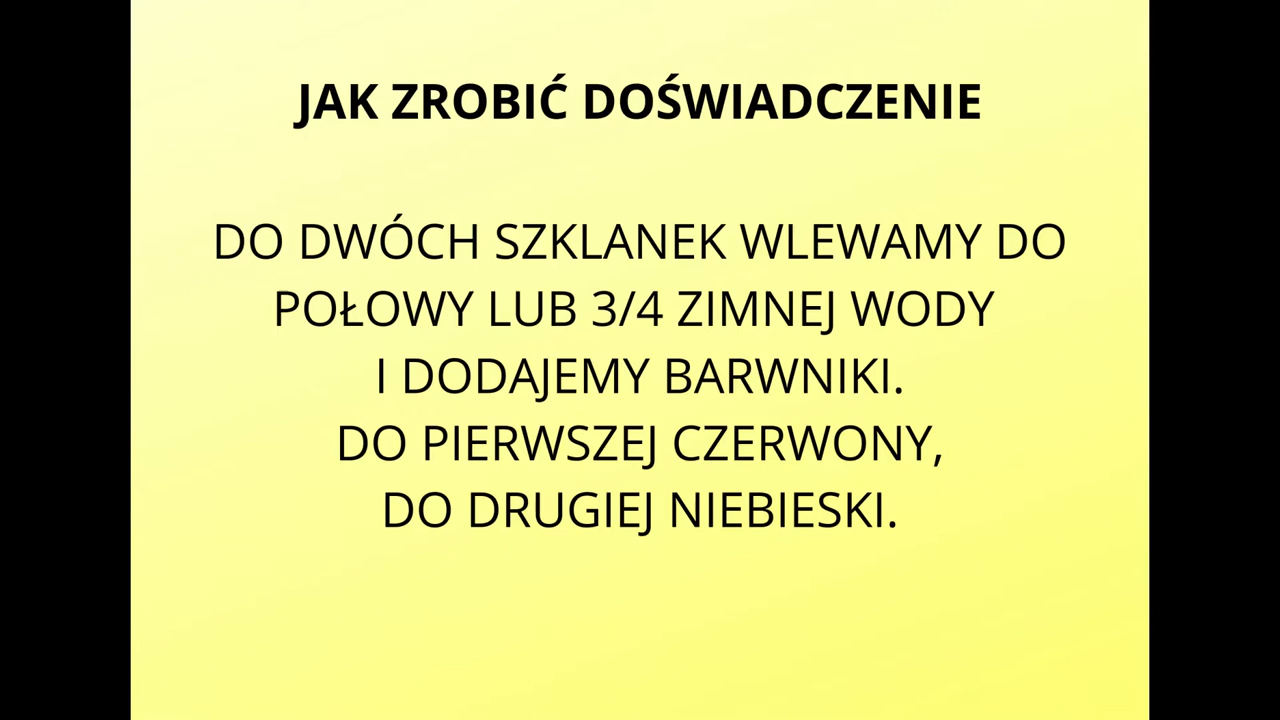 JAK ZROBIĆ DOŚWIADCZENIE
DO DWÓCH SZKLANEK WLEWAMY DO
POŁOWY LUB 3/4 ZIMNEJ WODY
I DODAJEMY BARWNIKI.
DO PIERWSZEJ CZERWONY,
DO DRUGIEJ NIEBIESKI.